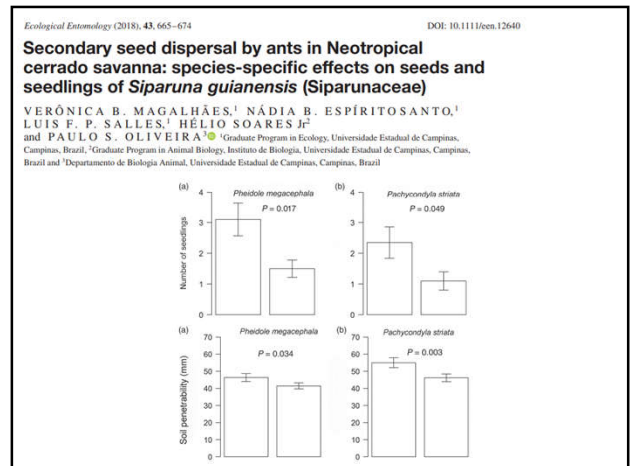 Ecological Entomology (2018), 43, 665–674
DOI: 10.1111/een.12640
Secondary seed dispersal by ants in Neotropical
cerrado savanna: species-specific effects on seeds and
seedlings of Siparuna guianensis (Siparunaceae)
VERÔNICA B. MAGALHÃES,¹ NÁDIA B. ESPÍRITO SANTO,¹
LUIS F. P. SALLES,¹ HÉLIO SOARES Jr²
and PAULO S. OLIVEIRA³ ¹Graduate Program in Ecology, Universidade Estadual de Campinas,
Campinas, Brazil, ²Graduate Program in Animal Biology, Instituto de Biologia, Universidade Estadual de Campinas, Campinas,
Brazil and ³Departamento de Biologia Animal, Universidade Estadual de Campinas, Campinas, Brazil
(a) Pheidole megacephala
P = 0.017
Number of seedlings
4
3
2
1
0
(b) Pachycondyla striata
P = 0.049
4
3
2
1
0
(a) Pheidole megacephala
P = 0.034
Soil penetrability (mm)
70
60
50
40
30
20
10
0
(b) Pachycondyla striata
P = 0.003
70
60
50
40
30
20
10
0